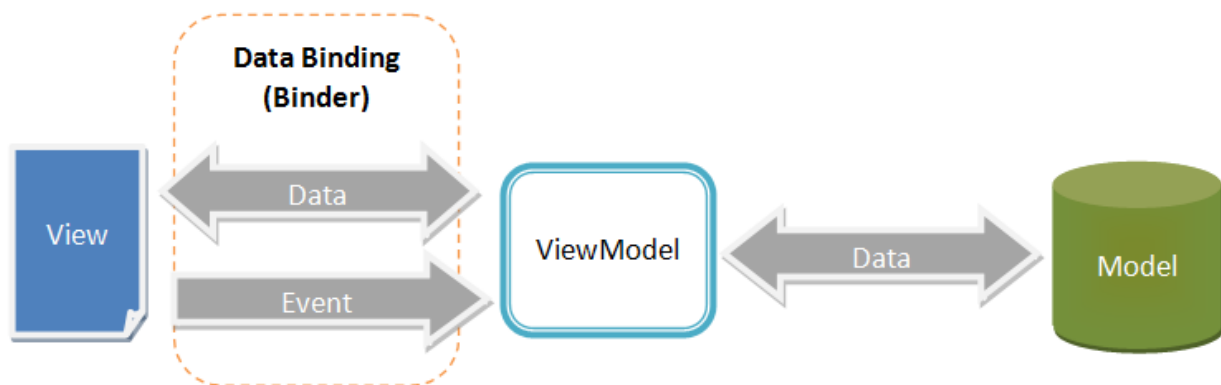 Data Binding
(Binder)
View
Data
Event
ViewModel
Data
Model